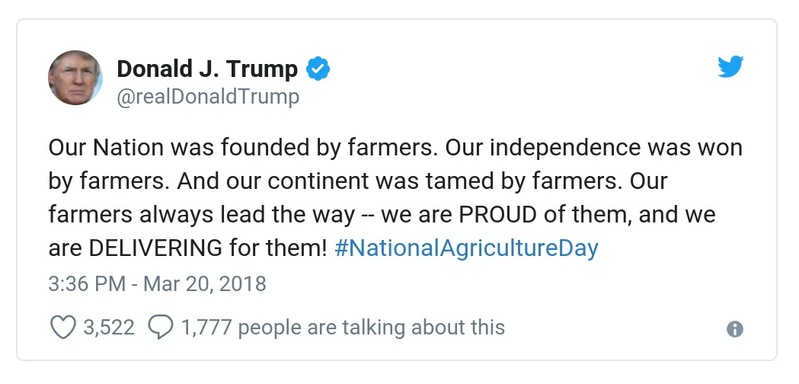 Donald J. Trump
@realDonaldTrump
Our Nation was founded by farmers. Our independence was won
by farmers. And our continent was tamed by farmers. Our
farmers always lead the way -- we are PROUD of them, and we
are DELIVERING for them! #NationalAgricultureDay
3:36 PM - Mar 20, 2018
3,522 1,777 people are talking about this